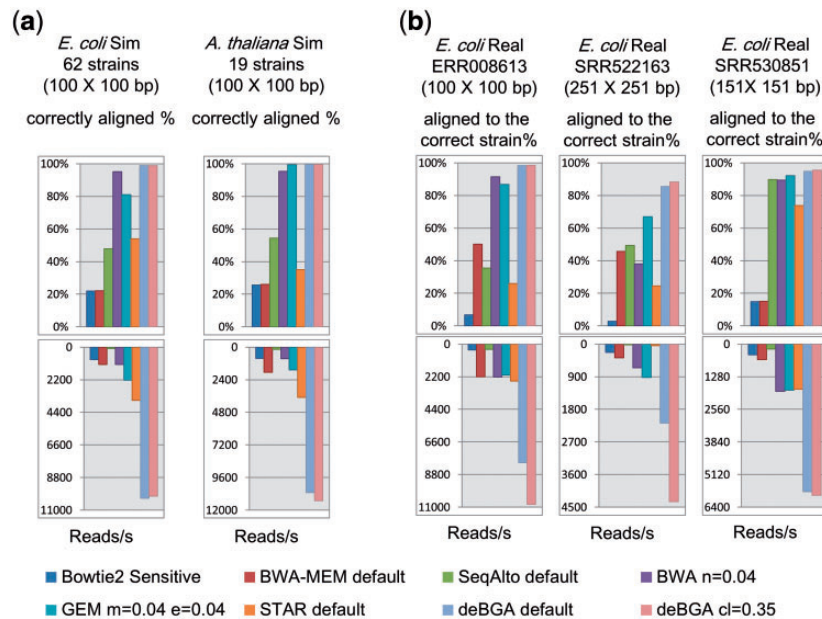 (a)
E. coli Sim
62 strains
(100 X 100 bp)
correctly aligned %
A. thaliana Sim
19 strains
(100 X 100 bp)
correctly aligned %
(b)
E. coli Real
ERR008613
(100 X 100 bp)
aligned to the
correct strain%
E. coli Real
SRR522163
(251 X 251 bp)
aligned to the
correct strain%
E. coli Real
SRR530851
(151X 151 bp)
aligned to the
correct strain%
100%
80%
60%
40%
20%
0%
100%
80%
60%
40%
20%
0%
100%
80%
60%
40%
20%
0%
100%
80%
60%
40%
20%
0%
100%
80%
60%
40%
20%
0%
0
2200
4400
6600
8800
11000
Reads/s
0
2400
4800
7200
9600
12000
Reads/s
0
2200
4400
6600
8800
11000
Reads/s
0
900
1800
2700
3600
4500
Reads/s
0
1280
2560
3840
5120
6400
Reads/s
Bowtie2 Sensitive
BWA-MEM default
SeqAlto default
BWA n=0.04
GEM m=0.04 e=0.04
STAR default
deBGA default
deBGA cl=0.35